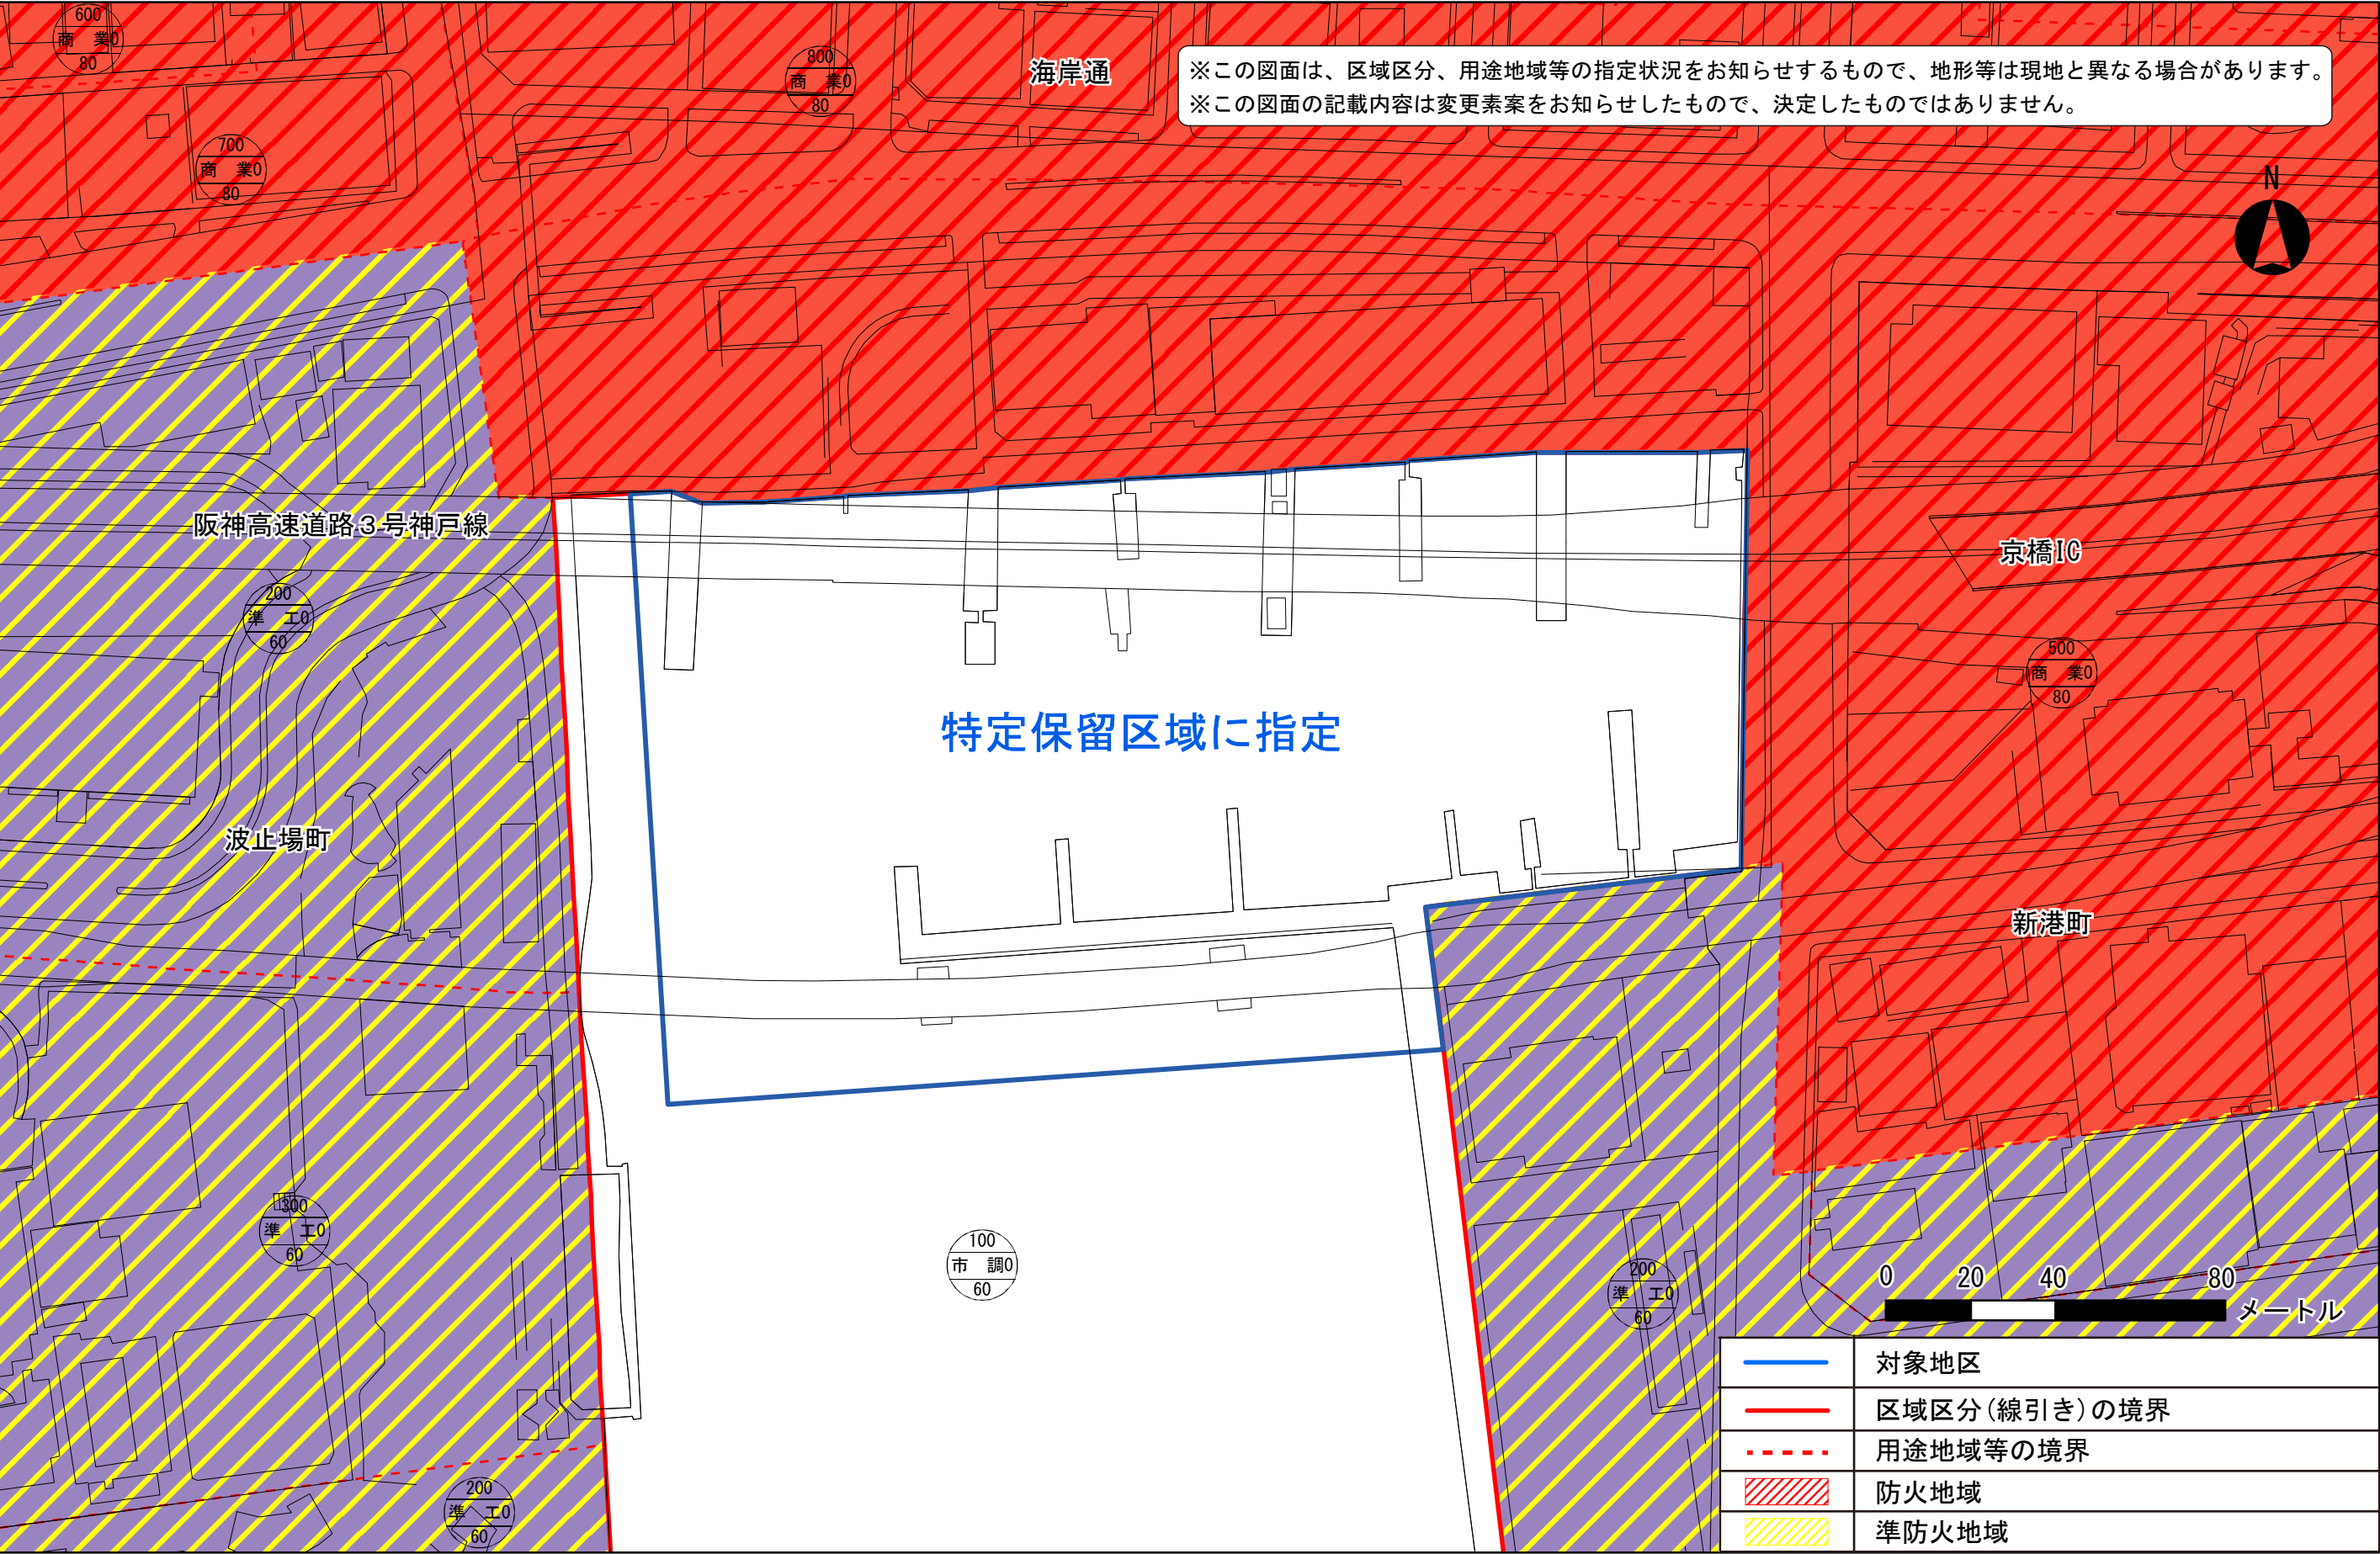 600
商 業0
80
800
商 業0
80
海岸通
※この図面は、区域区分、用途地域等の指定状況をお知らせするもので、地形等は現地と異なる場合があります。
※この図面の記載内容は変更素案をお知らせしたもので、決定したものではありません。
700
商 業0
80
N
阪神高速道路3号神戸線
京橋IC
200
準 工0
60
500
商 業0
80
特定保留区域に指定
波止場町
新港町
300
準 工0
60
100
市 調0
60
200
準 工0
60
0 20 40 80
メートル
対象地区
区域区分(線引き)の境界
用途地域等の境界
防火地域
準防火地域
200
準 工0
60